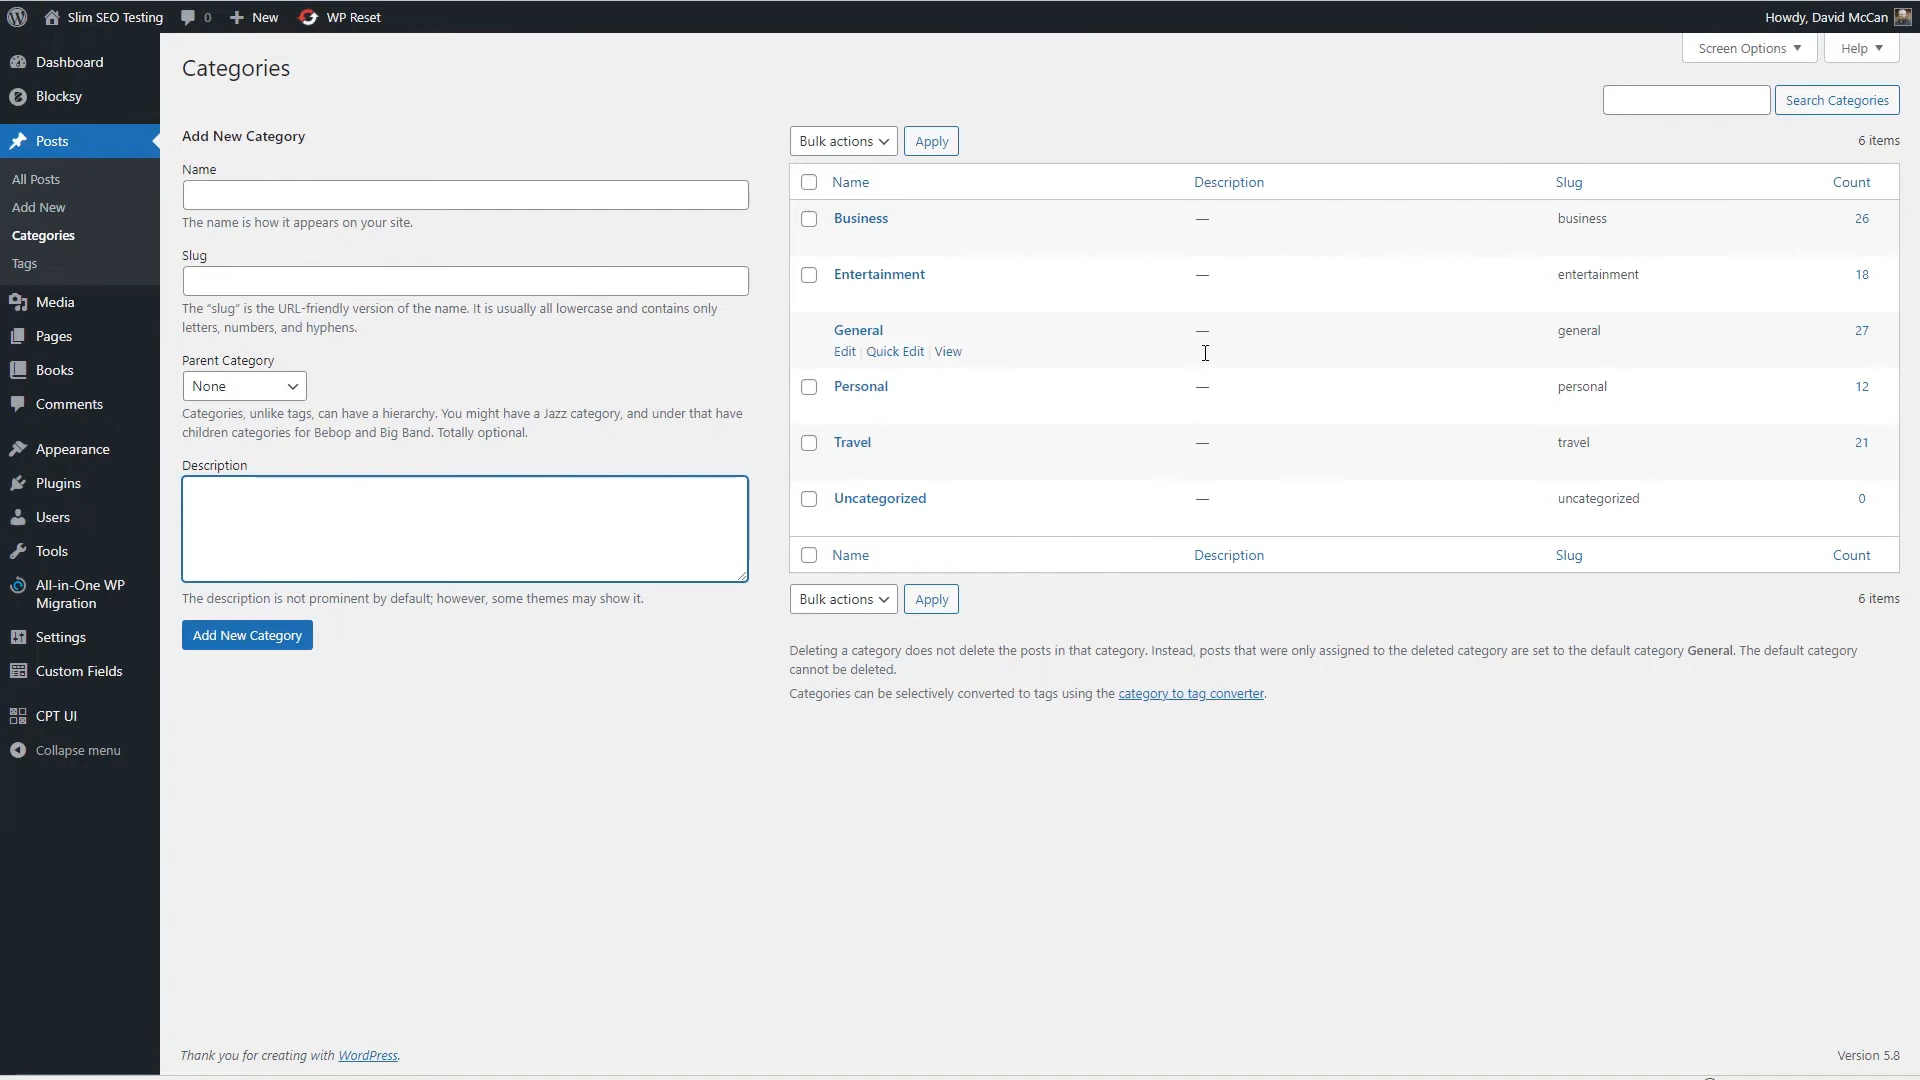 Slim SEO Testing
0
New
WP Reset
Howdy, David McCan
Dashboard
Blocksy
Posts
All Posts
Add New
Categories
Tags
Media
Pages
Books
Comments
Appearance
Plugins
Users
Tools
All-in-One WP
Migration
Settings
Custom Fields
CPT UI
Collapse menu
Screen Options
Help
Categories
Search Categories
Add New Category
Name
The name is how it appears on your site.
Slug
The “slug” is the URL-friendly version of the name. It is usually all lowercase and contains only
letters, numbers, and hyphens.
Parent Category
None
Categories, unlike tags, can have a hierarchy. You might have a Jazz category, and under that have
children categories for Bebop and Big Band. Totally optional.
Description
The description is not prominent by default; however, some themes may show it.
Add New Category
Bulk actions
Apply
6 items
Name Description Slug Count
Business — business 26
Entertainment — entertainment 18
General — general 27
Edit | Quick Edit | View
Personal — personal 12
Travel — travel 21
Uncategorized — uncategorized 0
Name Description Slug Count
Bulk actions
Apply
6 items
Deleting a category does not delete the posts in that category. Instead, posts that were only assigned to the deleted category are set to the default category General. The default category
cannot be deleted.
Categories can be selectively converted to tags using the category to tag converter.
Thank you for creating with WordPress.
Version 5.8